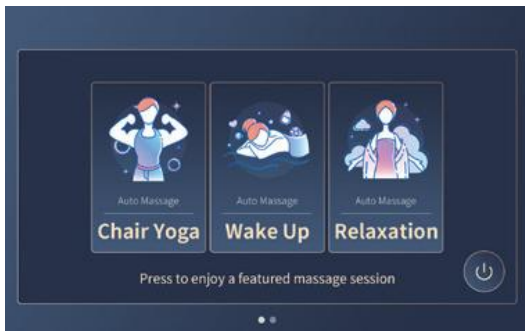 Auto Massage
Chair Yoga
Auto Massage
Wake Up
Auto Massage
Relaxation
Press to enjoy a featured massage session